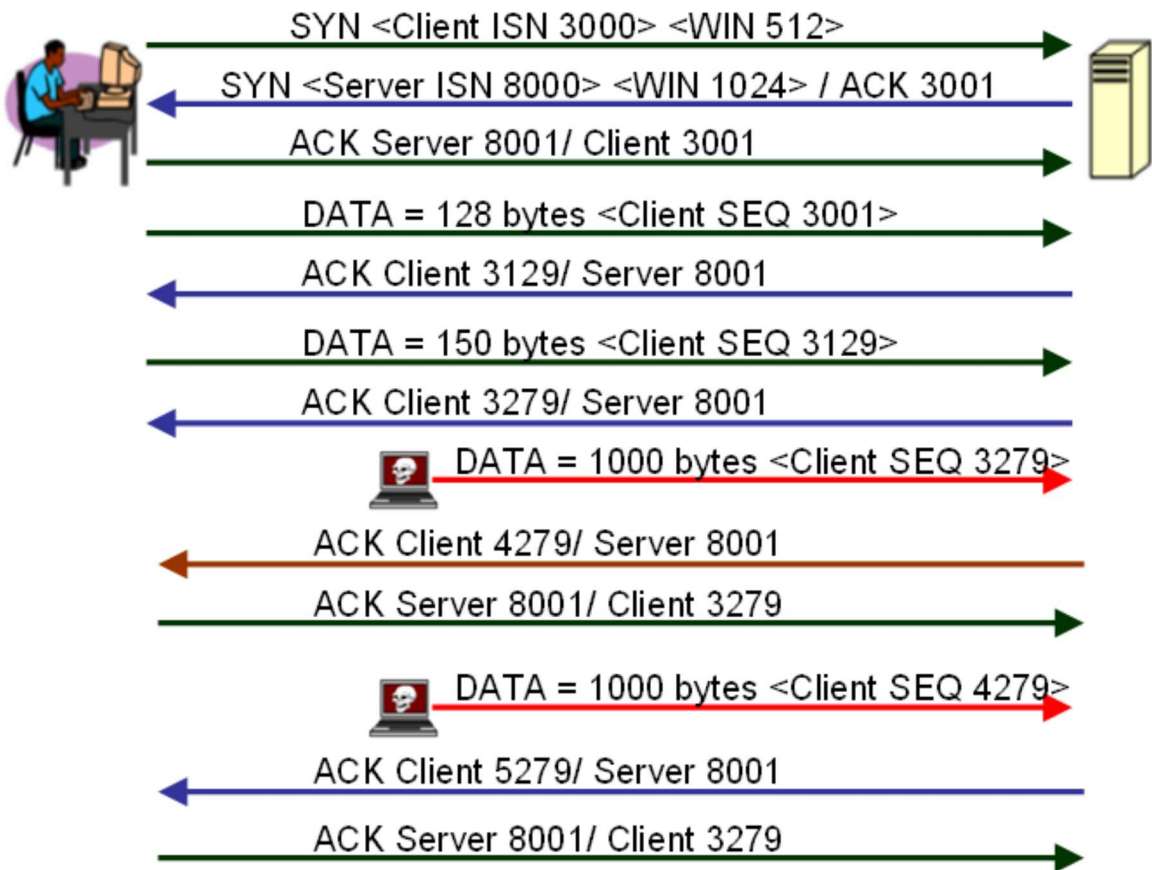 SYN <Client ISN 3000> <WIN 512>
SYN <Server ISN 8000> <WIN 1024> / ACK 3001
ACK Server 8001/ Client 3001
DATA = 128 bytes <Client SEQ 3001>
ACK Client 3129/ Server 8001
DATA = 150 bytes <Client SEQ 3129>
ACK Client 3279/ Server 8001
DATA = 1000 bytes <Client SEQ 3279>
ACK Client 4279/ Server 8001
ACK Server 8001/ Client 3279
DATA = 1000 bytes <Client SEQ 4279>
ACK Client 5279/ Server 8001
ACK Server 8001/ Client 3279